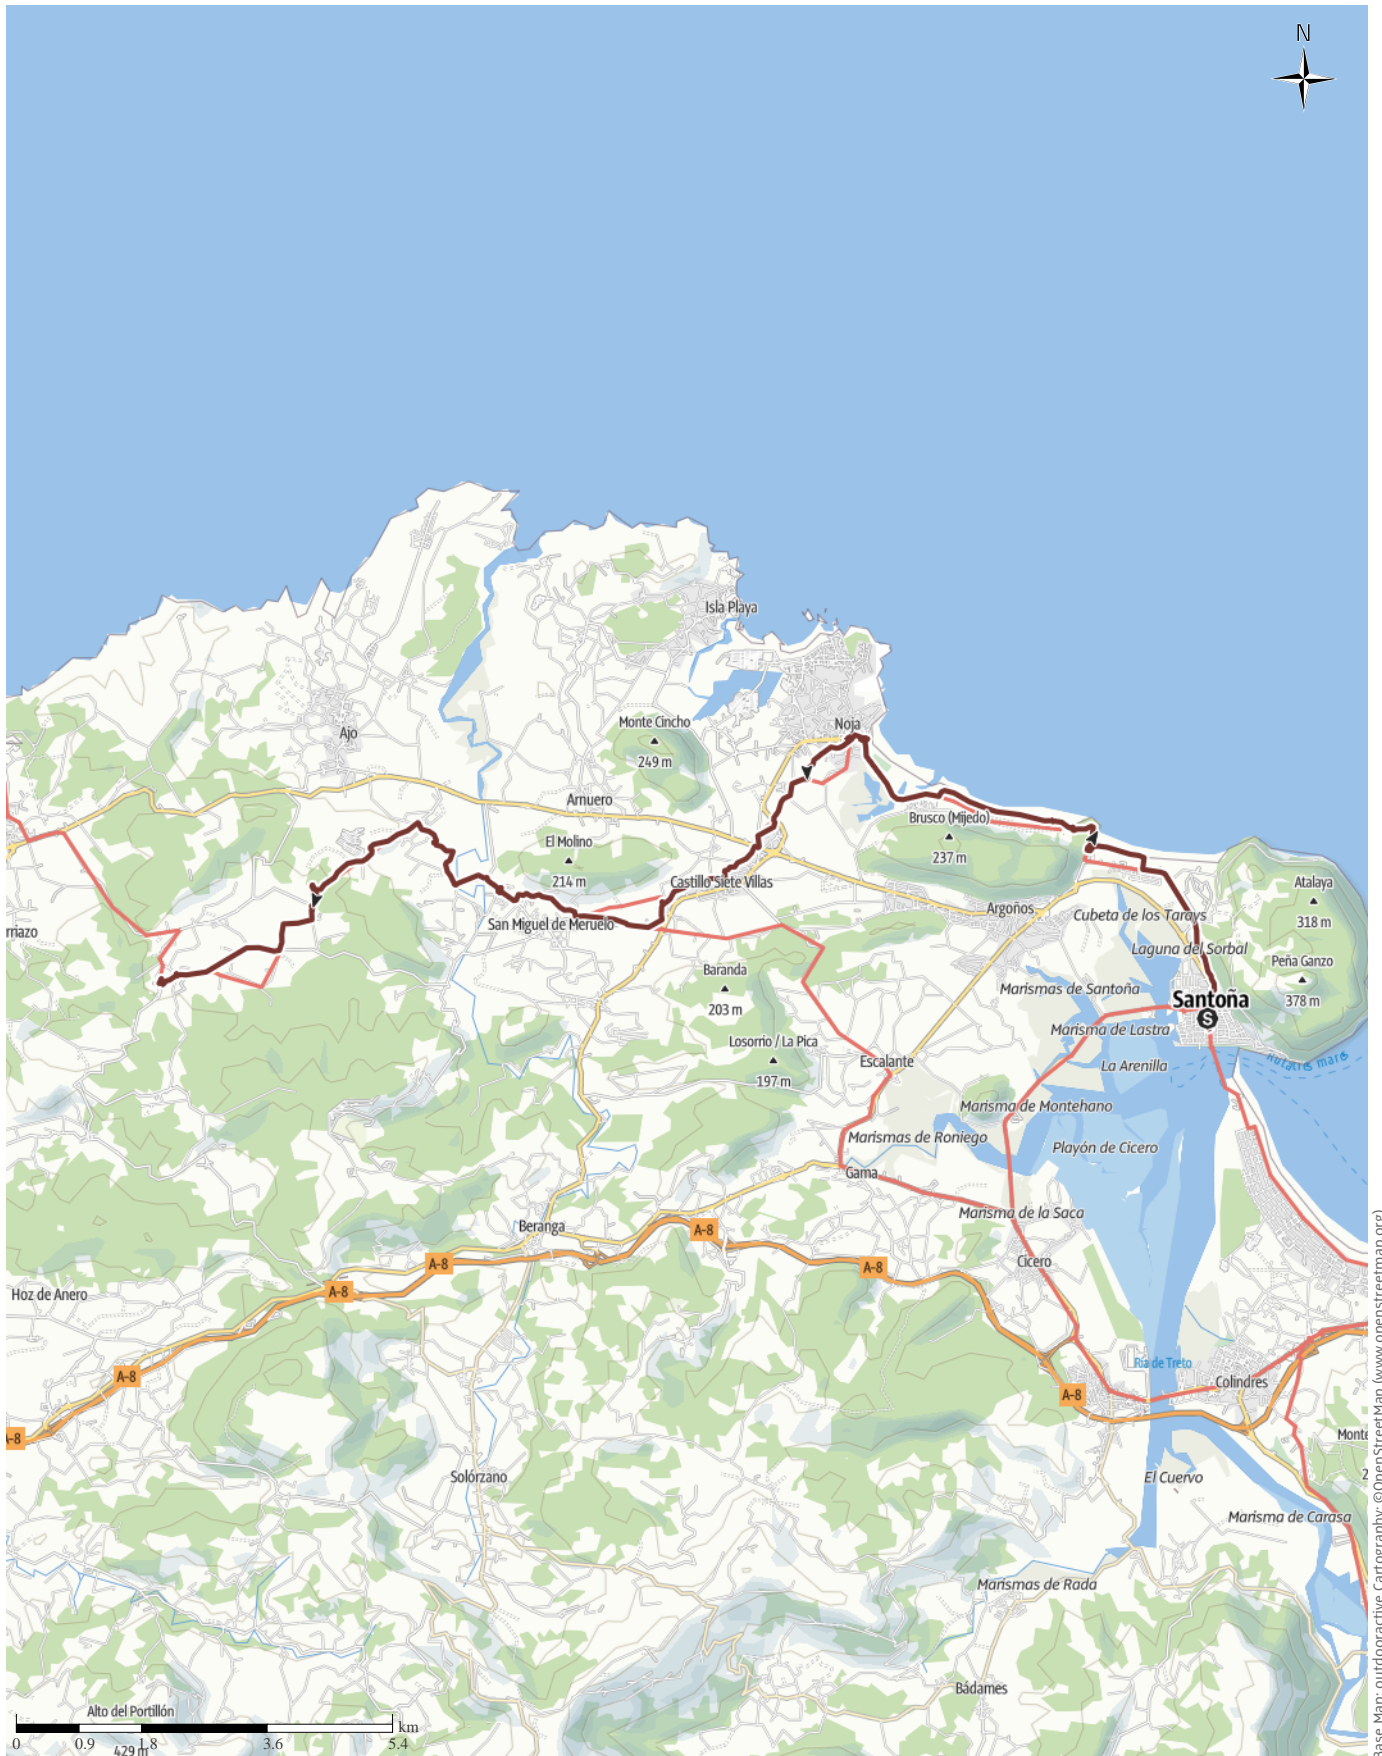 N
Isla Playa
Monte Cincho
249 m
Noja
Ajo
Arnuero
Brusco (Mijedo)
237 m
El Molino
214 m
Castillo Siete Villas
Atalaya
318 m
Argoños
Cubeta de los Tarays
San Miguel de Meruelo
rriazo
Laguna del Sorbal
Peña Ganzo
378 m
Baranda
203 m
Marismas de Santoña
Santoña
S
Marisma de Lastra
Losorrio / La Pica
197 m
Escalante
La Arenilla
Marisma de Montehano
Marismas de Roniego
Playón de Cicero
Gama
Marisma de la Saca
Beranga
A-8
A-8
A-8
A-8
Cicero
Hoz de Anero
A-8
Ría de Treto
Colindres
A-8
A-8
Monte
2
Solórzano
El Cuervo
Marisma de Carasa
Marismas de Rada
Bádames
Alto del Portillón
429 m
0 0.9 1.8 3.6 5.4 km
Base Map: outdooractive Cartography; ©OpenStreetMap (www.openstreetmap.org)